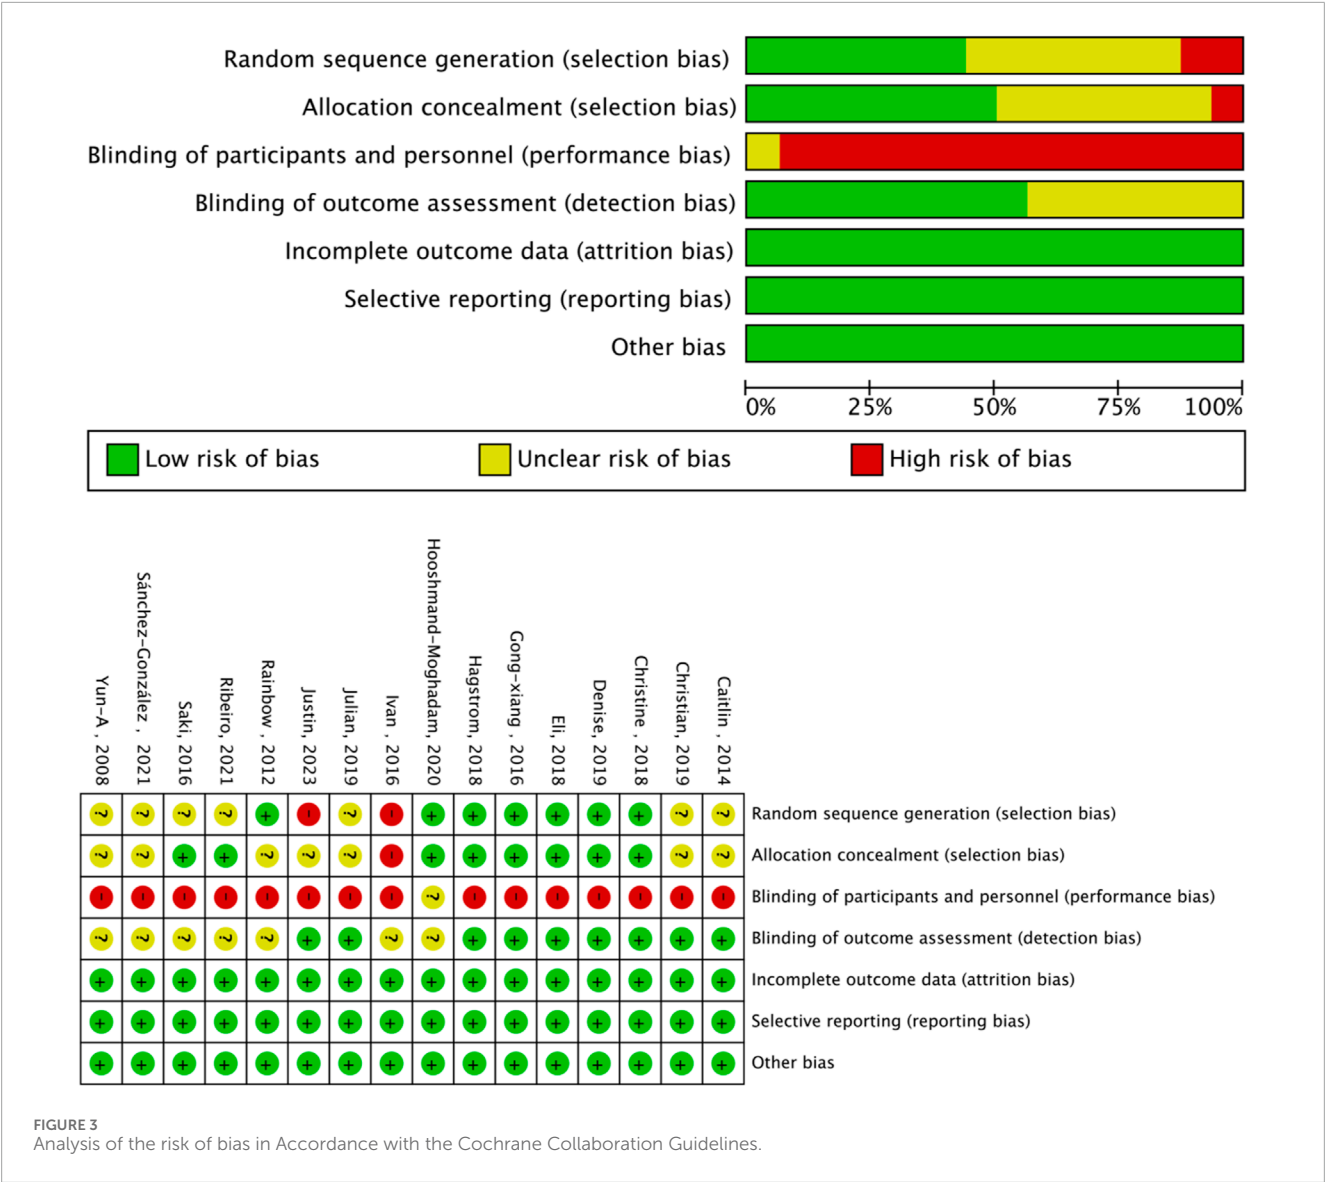 Random sequence generation (selection bias)
Allocation concealment (selection bias)
Blinding of participants and personnel (performance bias)
Blinding of outcome assessment (detection bias)
Incomplete outcome data (attrition bias)
Selective reporting (reporting bias)
Other bias
0% 25% 50% 75% 100%
Low risk of bias Unclear risk of bias High risk of bias
Yun-A , 2008
Sánchez-González , 2021
Saki, 2016
Ribeiro, 2021
Rainbow , 2012
Justin, 2023
Julian, 2019
Ivan , 2016
Hooshmand-Moghadam, 2020
Hagstrom, 2018
Gong-xiang , 2016
Eli, 2018
Denise, 2019
Christine , 2018
Christian, 2019
Caitlin , 2014
? ? ? ? + - ? - + + + + + + ? ? Random sequence generation (selection bias)
? ? + + ? ? ? - + + + + + + ? ? Allocation concealment (selection bias)
- - - - - - - - ? - - - - - - - Blinding of participants and personnel (performance bias)
? ? ? ? ? + + ? ? + + + + + + + Blinding of outcome assessment (detection bias)
+ + + + + + + + + + + + + + + + Incomplete outcome data (attrition bias)
+ + + + + + + + + + + + + + + + Selective reporting (reporting bias)
+ + + + + + + + + + + + + + + + Other bias
FIGURE 3
Analysis of the risk of bias in Accordance with the Cochrane Collaboration Guidelines.